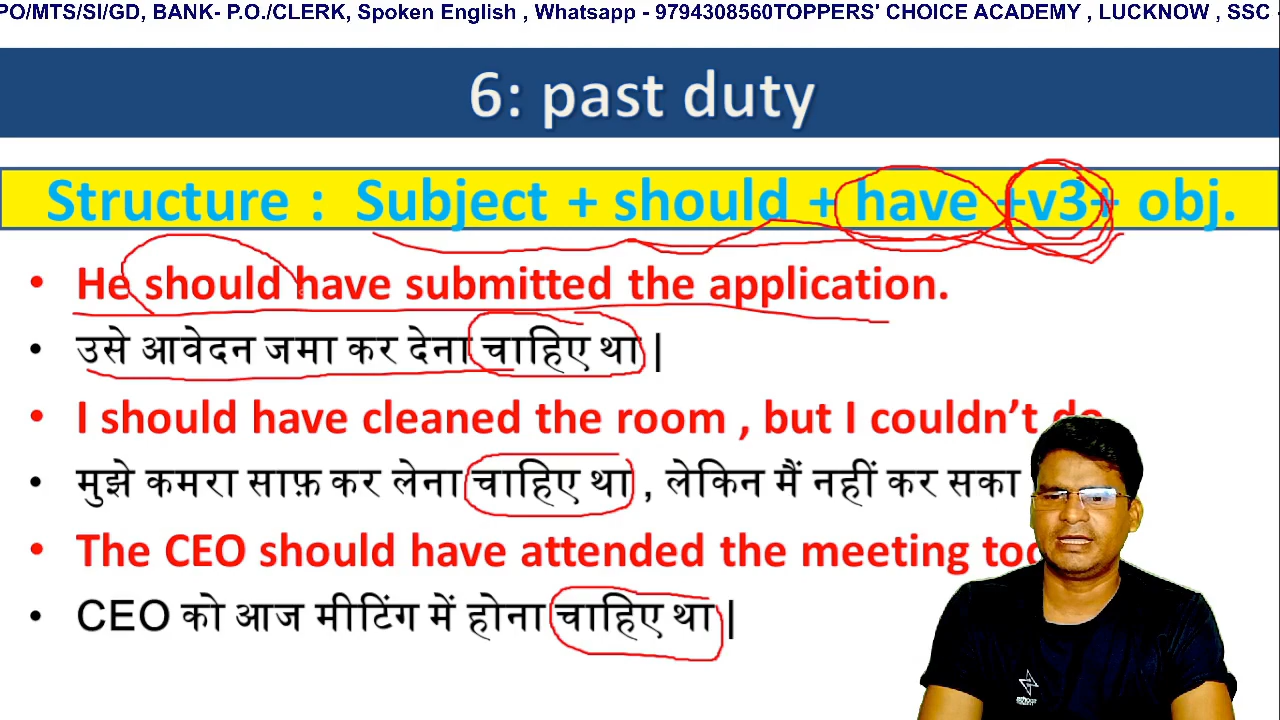 PO/MTS/SI/GD, BANK- P.O./CLERK, Spoken English , Whatsapp - 9794308560TOPPERS' CHOICE ACADEMY , LUCKNOW , SSC -
6: past duty
Structure : Subject + should + have +v3+ obj.
• He should have submitted the application.
• उसे आवेदन जमा कर देना चाहिए था |
• I should have cleaned the room , but I couldn’t do
• मुझे कमरा साफ़ कर लेना चाहिए था , लेकिन मैं नहीं कर सका
• The CEO should have attended the meeting
• CEO को आज मीटिंग में होना चाहिए था |